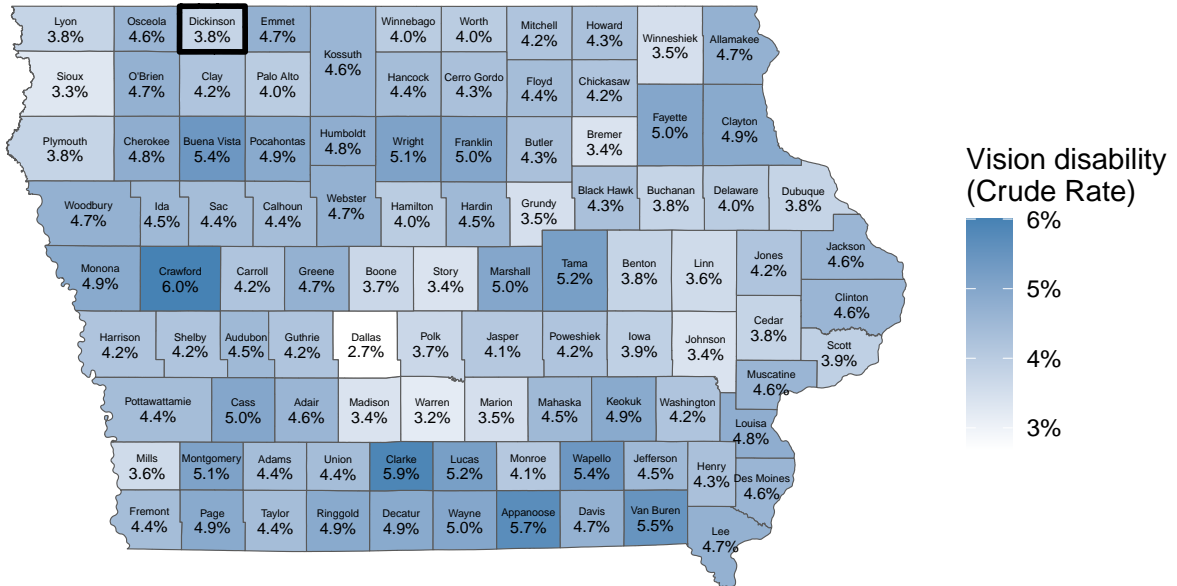 Lyon
3.8%
Osceola
4.6%
Dickinson
3.8%
Emmet
4.7%
Kossuth
4.6%
Winnebago
4.0%
Worth
4.0%
Mitchell
4.2%
Howard
4.3%
Winneshiek
3.5%
Allamakee
4.7%
Sioux
3.3%
O'Brien
4.7%
Clay
4.2%
Palo Alto
4.0%
Hancock
4.4%
Cerro Gordo
4.3%
Floyd
4.4%
Chickasaw
4.2%
Fayette
5.0%
Clayton
4.9%
Plymouth
3.8%
Cherokee
4.8%
Buena Vista
5.4%
Pocahontas
4.9%
Humboldt
4.8%
Wright
5.1%
Franklin
5.0%
Butler
4.3%
Bremer
3.4%
Woodbury
4.7%
Ida
4.5%
Sac
4.4%
Calhoun
4.4%
Webster
4.7%
Hamilton
4.0%
Hardin
4.5%
Grundy
3.5%
Black Hawk
4.3%
Buchanan
3.8%
Delaware
4.0%
Dubuque
3.8%
Monona
4.9%
Crawford
6.0%
Carroll
4.2%
Greene
4.7%
Boone
3.7%
Story
3.4%
Marshall
5.0%
Tama
5.2%
Benton
3.8%
Linn
3.6%
Jones
4.2%
Jackson
4.6%
Clinton
4.6%
Harrison
4.2%
Shelby
4.2%
Audubon
4.5%
Guthrie
4.2%
Dallas
2.7%
Polk
3.7%
Jasper
4.1%
Poweshiek
4.2%
Iowa
3.9%
Johnson
3.4%
Cedar
3.8%
Scott
3.9%
Muscatine
4.6%
Pottawattamie
4.4%
Cass
5.0%
Adair
4.6%
Madison
3.4%
Warren
3.2%
Marion
3.5%
Mahaska
4.5%
Keokuk
4.9%
Washington
4.2%
Louisa
4.8%
Mills
3.6%
Montgomery
5.1%
Adams
4.4%
Union
4.4%
Clarke
5.9%
Lucas
5.2%
Monroe
4.1%
Wapello
5.4%
Jefferson
4.5%
Henry
4.3%
Des Moines
4.6%
Fremont
4.4%
Page
4.9%
Taylor
4.4%
Ringgold
4.9%
Decatur
4.9%
Wayne
5.0%
Appanoose
5.7%
Davis
4.7%
Van Buren
5.5%
Lee
4.7%
Vision disability
(Crude Rate)
6%
5%
4%
3%